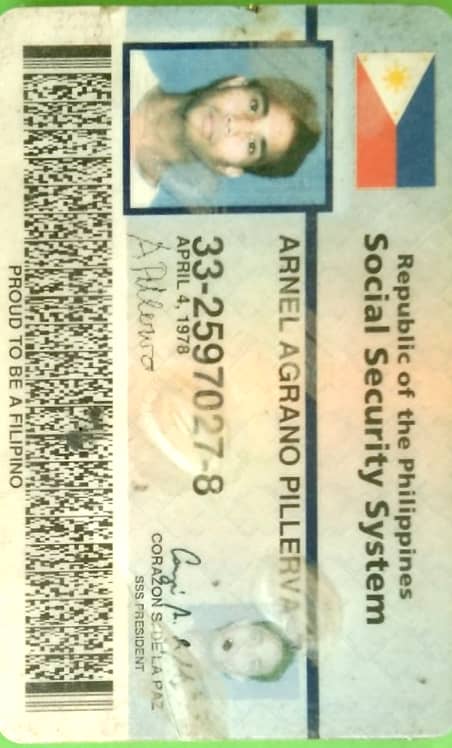 Republic of the Philippines
Social Security System
ARNEL AGRANO PILLERVA
33-2597027-8
APRIL 4, 1978
CORAZON S. DE LA PAZ
SSS PRESIDENT
PROUD TO BE A FILIPINO